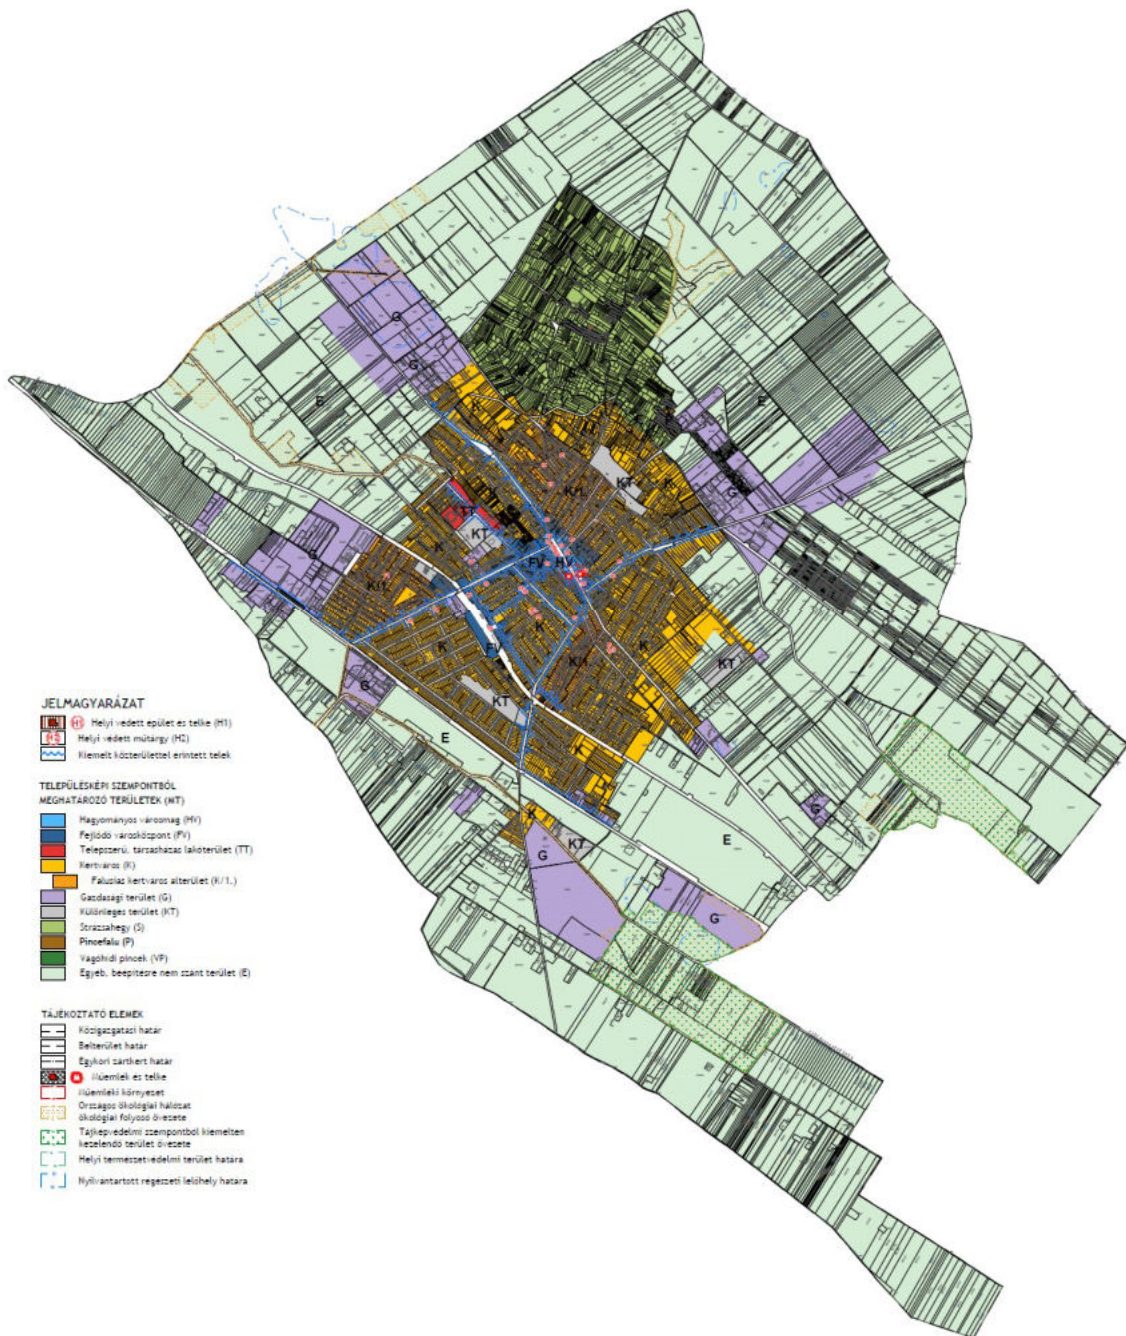 G
G
E
E
K
K/1.
KT
K
G
TT
KT
K
FV
HV
G
K/1.
K
K
K/1.
K
KT
FV
G
KT
E
K
K
KT
G
G
E
G
JELMAGYARÁZAT
H1 Helyi védett épület és telke (H1)
H2 Helyi védett műtárgy (H2)
Kiemelt közterülettel érintett telek
TELEPÜLÉSKÉPI SZEMPONTBÓL
MEGHATÁROZÓ TERÜLETEK (MT)
Hagyományos városmag (HV)
Fejlődő városközpont (FV)
Telepszerű, társasházas lakóterület (TT)
Kertváros (K)
Falusias kertváros alterület (K/1.)
Gazdasági terület (G)
Különleges terület (KT)
Strázsahegy (S)
Pincefalu (P)
Vágóhídi pincék (VP)
Egyéb, beépítésre nem szánt terület (E)
TÁJÉKOZTATÓ ELEMEK
Közigazgatási határ
Belterület határ
Egykori zártkert határ
M Műemlék és telke
Műemléki környezet
Országos ökológiai hálózat
ökológiai folyosó övezete
Tájképvédelmi szempontból kiemelten
kezelendő terület övezete
Helyi természetvédelmi terület határa
Nyilvántartott régészeti lelőhely határa